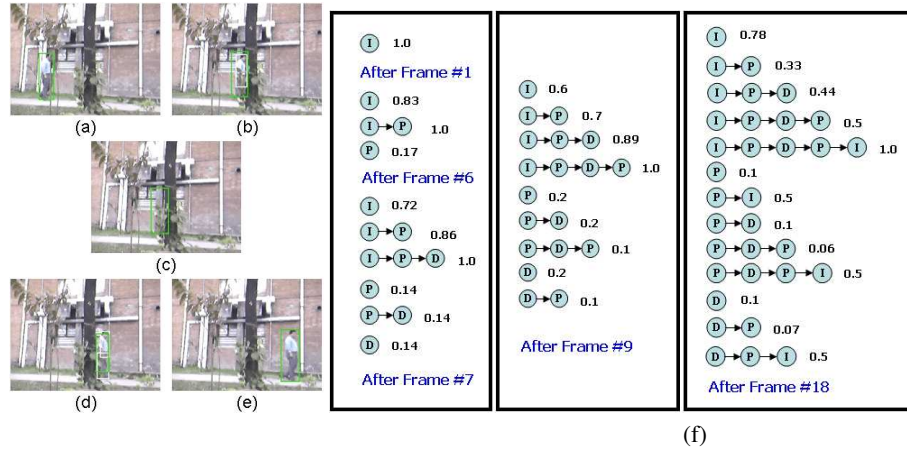 (a)
(b)
(c)
(d)
(e)
I 1.0
After Frame #1
I 0.83
I P 1.0
P 0.17
After Frame #6
I 0.72
I P 0.86
I P D 1.0
P 0.14
P D 0.14
D 0.14
After Frame #7
I 0.6
I P 0.7
I P D 0.89
I P D P 1.0
P 0.2
P D 0.2
P D P 0.1
D 0.2
D P 0.1
After Frame #9
I 0.78
I P 0.33
I P D 0.44
I P D P 0.5
I P D P I 1.0
P 0.1
P I 0.5
P D 0.1
P D P 0.06
P D P I 0.5
D 0.1
D P 0.07
D P I 0.5
After Frame #18
(f)